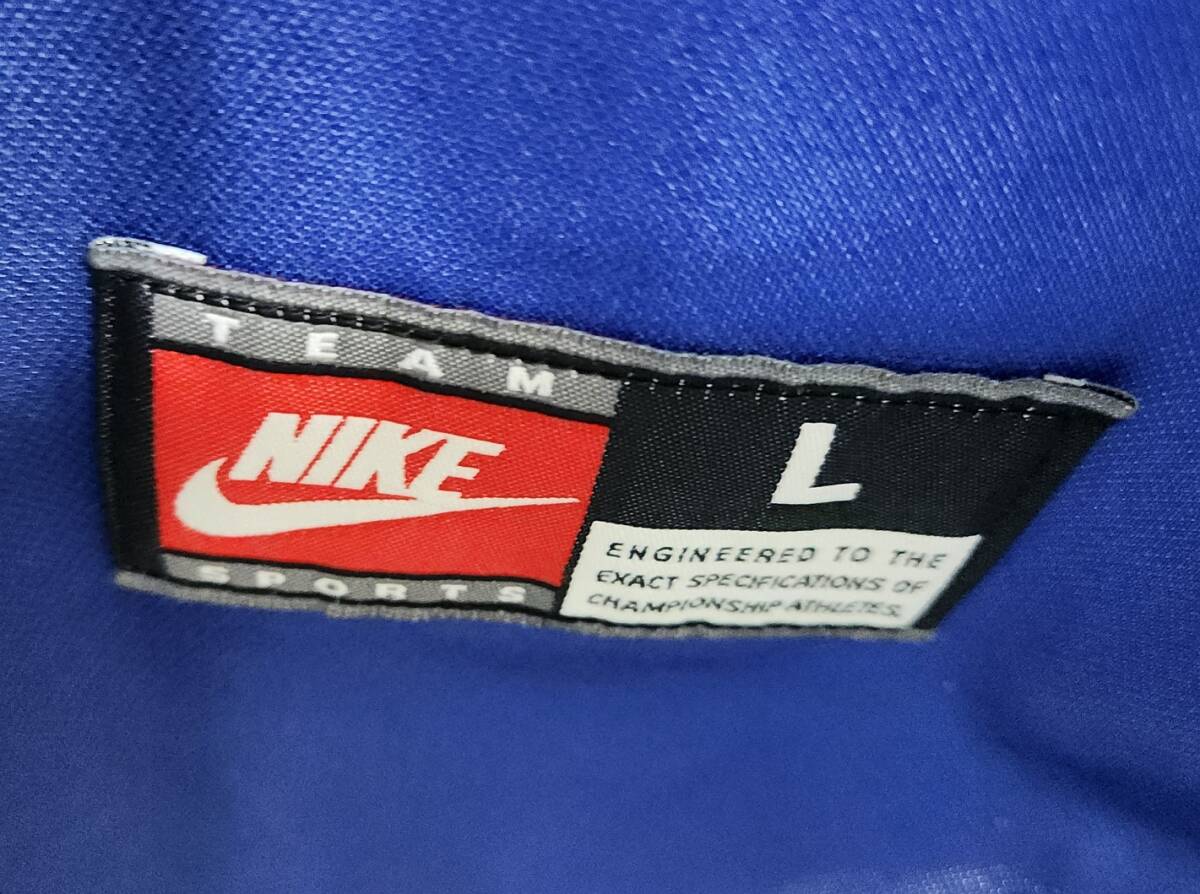 TEAM
NIKE
SPORTS
L
ENGINEERED TO THE
EXACT SPECIFICATIONS OF
CHAMPIONSHIP ATHLETES.